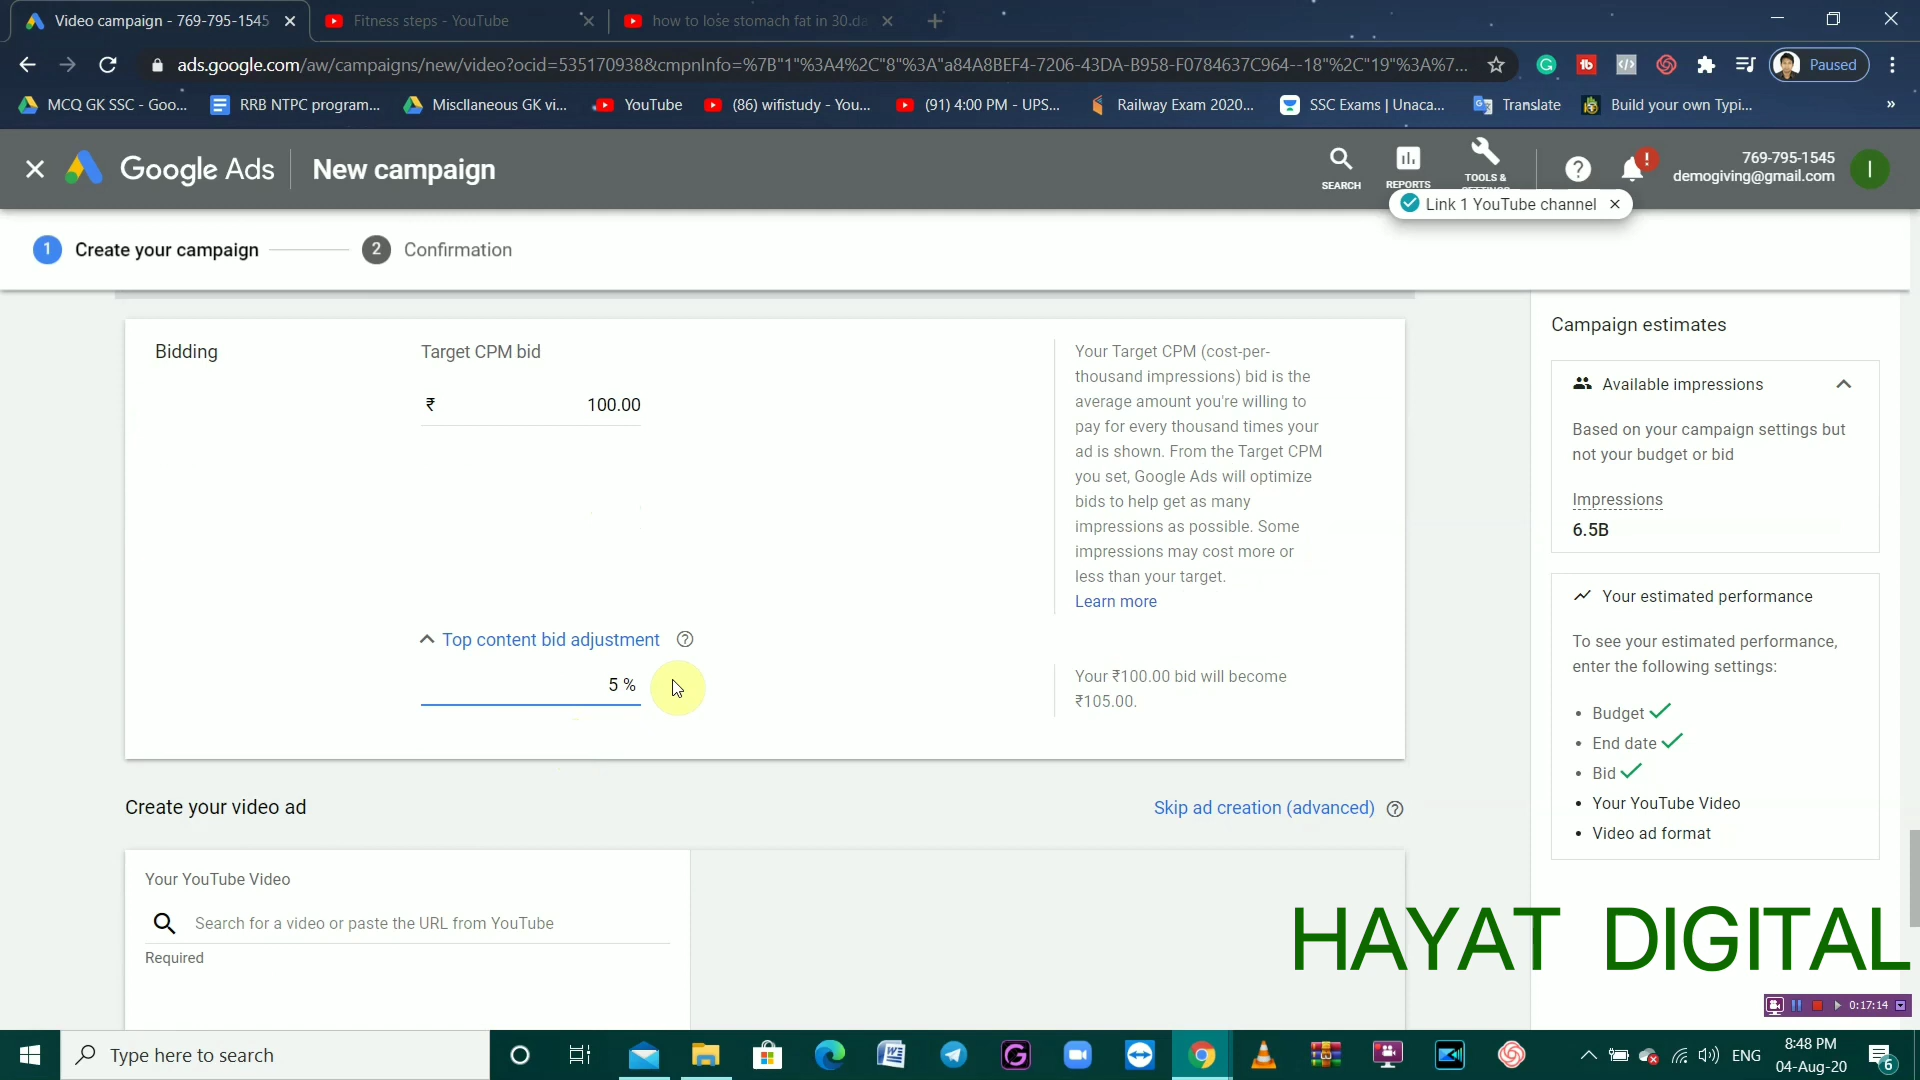 Video campaign - 769-795-1545
Fitness steps - YouTube
how to lose stomach fat in 30.da
ads.google.com/aw/campaigns/new/video?ocid=535170938&cmpnInfo=%7B"1"%3A4%2C"8"%3A"a84A8BEF4-7206-43DA-B958-F0784637C964--18"%2C"19"%3A%7...
Paused
MCQ GK SSC - Goo...
RRB NTPC program...
Miscllaneous GK vi...
YouTube
(86) wifistudy - You...
(91) 4:00 PM - UPS...
Railway Exam 2020...
SSC Exams | Unaca...
Translate
Build your own Typi...
»
Google Ads
New campaign
SEARCH
REPORTS
TOOLS &
769-795-1545
demogiving@gmail.com
I
Link 1 YouTube channel
1 Create your campaign
2 Confirmation
Bidding
Target CPM bid
₹ 100.00
Your Target CPM (cost-per-
thousand impressions) bid is the
average amount you're willing to
pay for every thousand times your
ad is shown. From the Target CPM
you set, Google Ads will optimize
bids to help get as many
impressions as possible. Some
impressions may cost more or
less than your target.
Learn more
Top content bid adjustment
5 %
Your ₹100.00 bid will become
₹105.00.
Campaign estimates
Available impressions
Based on your campaign settings but
not your budget or bid
Impressions
6.5B
Your estimated performance
To see your estimated performance,
enter the following settings:
• Budget
• End date
• Bid
• Your YouTube Video
• Video ad format
Create your video ad
Skip ad creation (advanced)
Your YouTube Video
Search for a video or paste the URL from YouTube
Required
HAYAT DIGITAL
0:17:14
Type here to search
ENG
8:48 PM
04-Aug-20
6